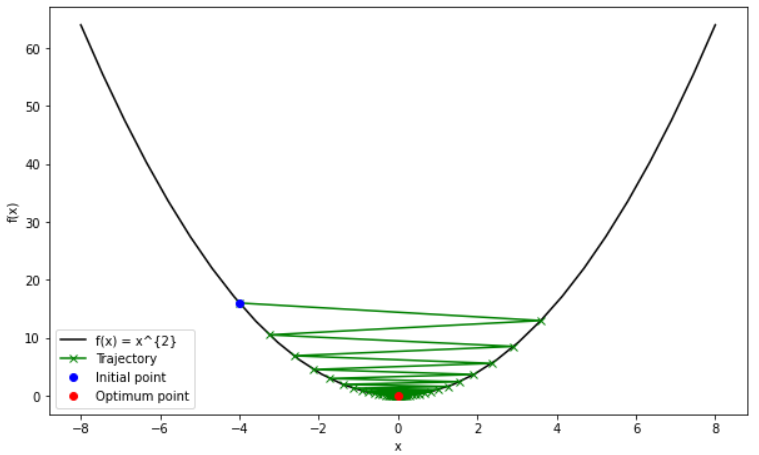 60
50
40
30
20
10
0
f(x)
f(x) = x^{2}
Trajectory
Initial point
Optimum point
−8 −6 −4 −2 0 2 4 6 8
x